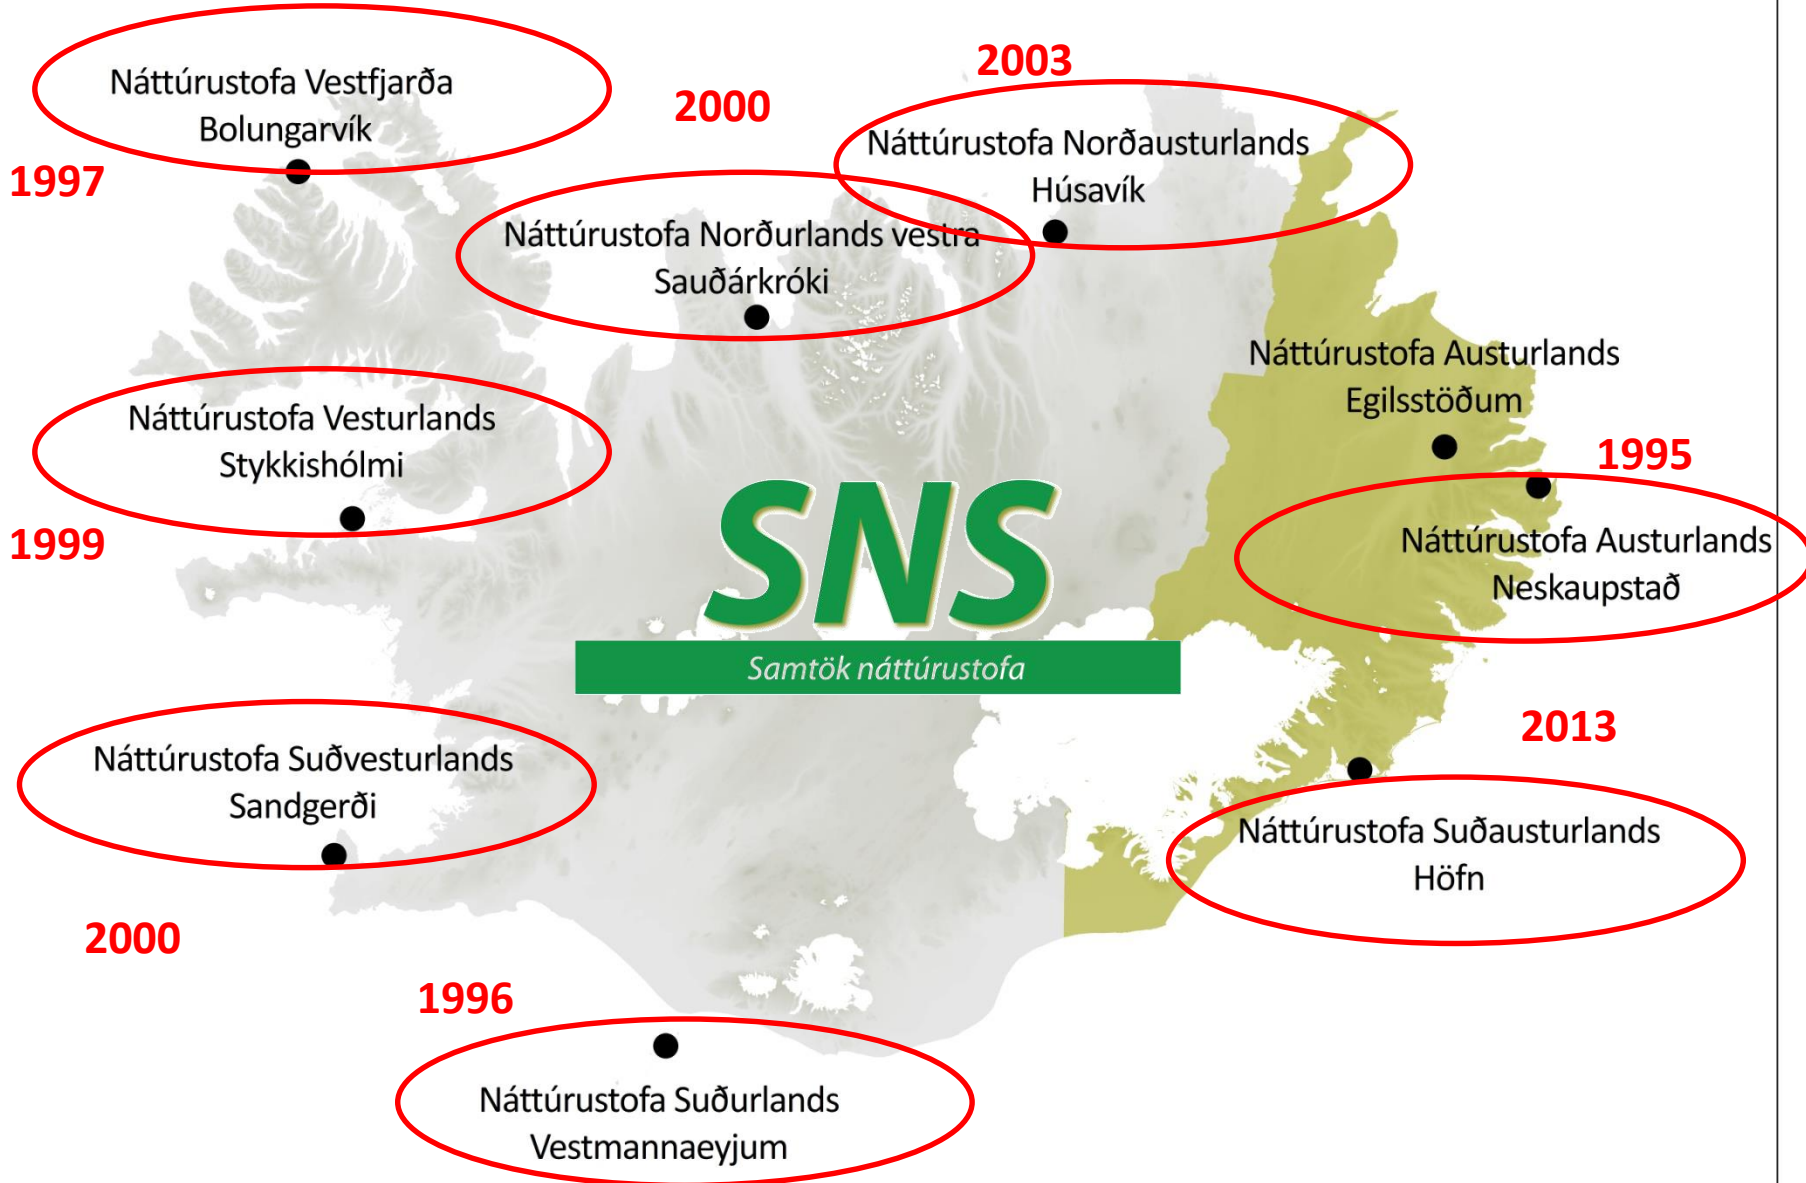 Náttúrustofa Vestfjarða
Bolungarvík
1997
2000
2003
Náttúrustofa Norðausturlands
Húsavík
Náttúrustofa Norðurlands vestra
Sauðárkróki
Náttúrustofa Austurlands
Egilsstöðum
1995
Náttúrustofa Austurlands
Neskaupstað
Náttúrustofa Vesturlands
Stykkishólmi
1999
SNS
Samtök náttúrustofa
2013
Náttúrustofa Suðausturlands
Höfn
Náttúrustofa Suðvesturlands
Sandgerði
2000
1996
Náttúrustofa Suðurlands
Vestmannaeyjum